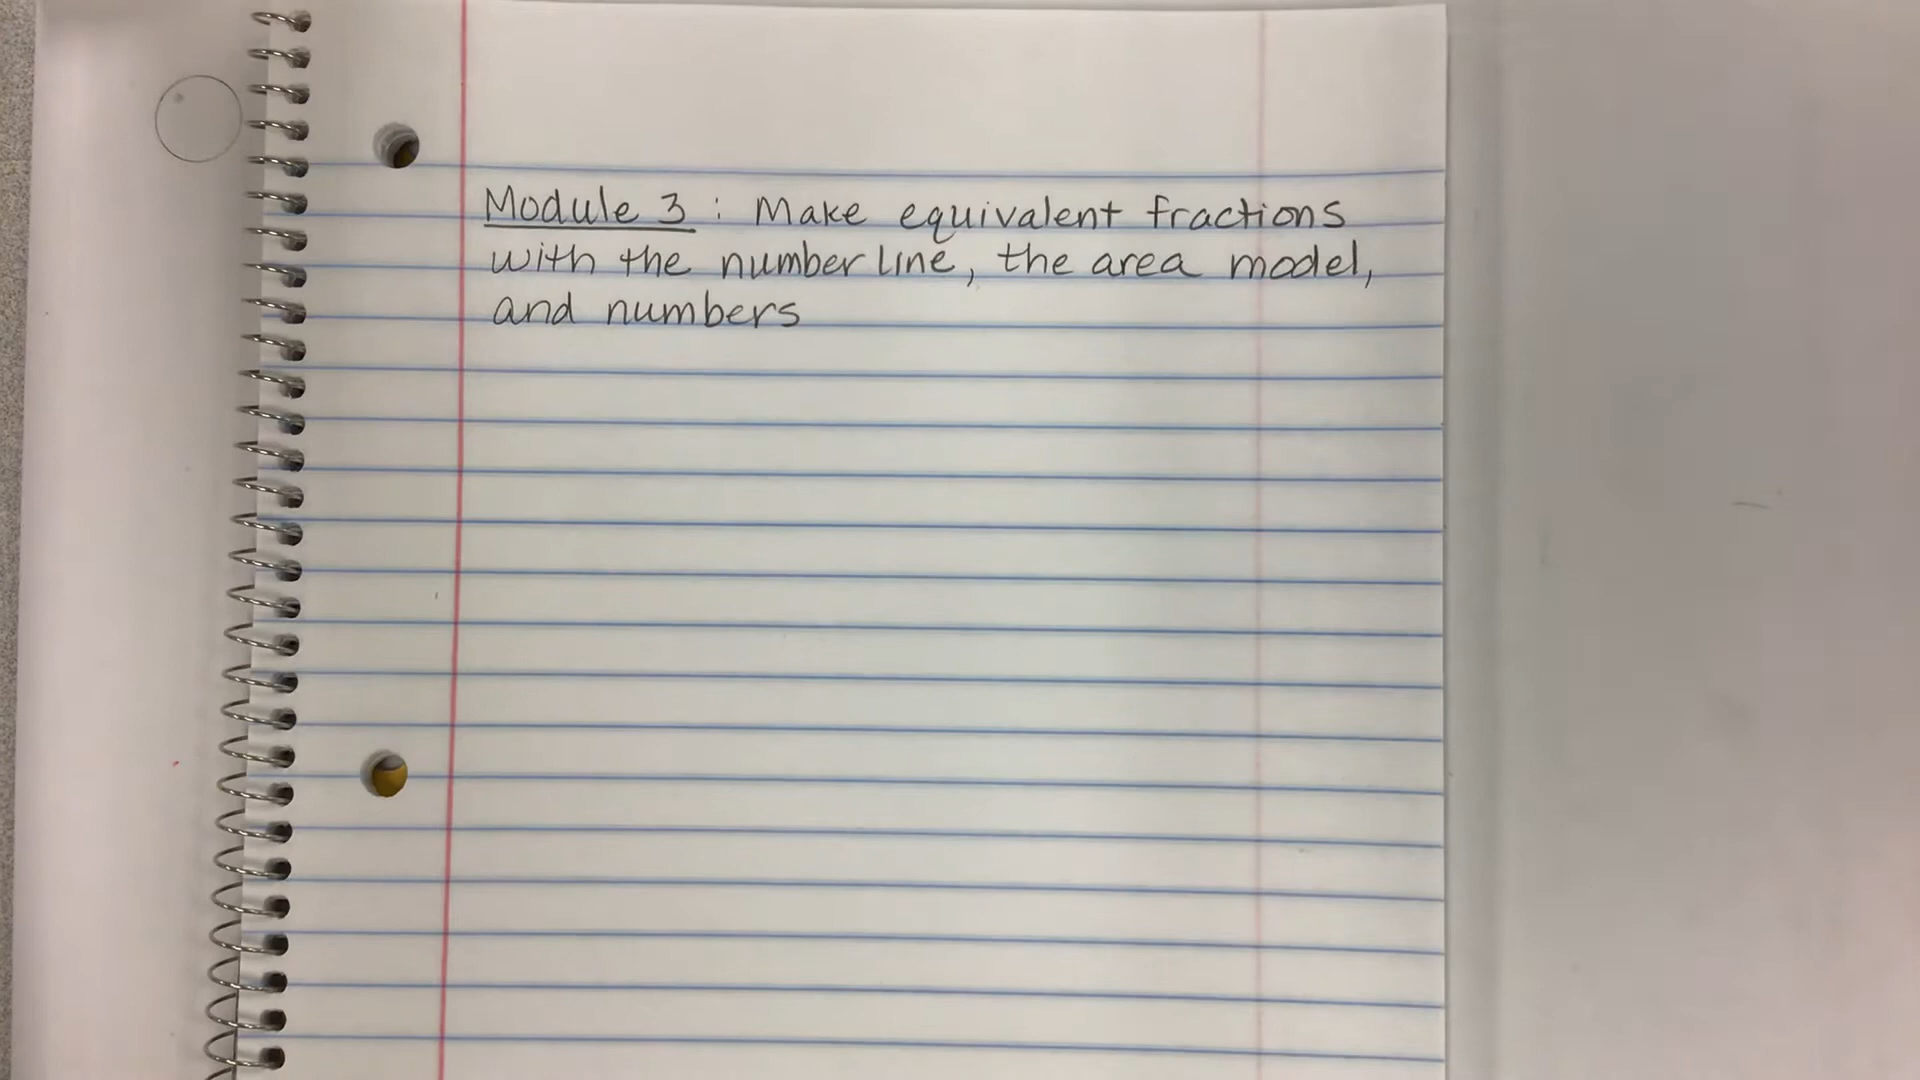 Module 3 : Make equivalent fractions
with the number line, the area model,
and numbers